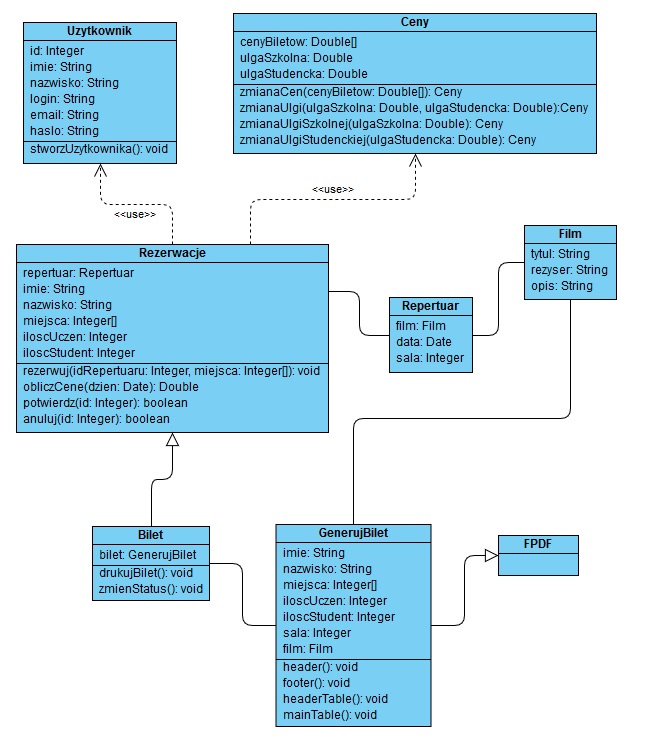 Uzytkownik
id: Integer
imie: String
nazwisko: String
login: String
email: String
haslo: String
stworzUzytkownika(): void
Ceny
cenyBiletow: Double[]
ulgaSzkolna: Double
ulgaStudencka: Double
zmianaCen(cenyBiletow: Double[]): Ceny
zmianaUlgi(ulgaSzkolna: Double, ulgaStudencka: Double):Ceny
zmianaUlgiSzkolnej(ulgaSzkolna: Double): Ceny
zmianaUlgiStudenckiej(ulgaStudencka: Double): Ceny
<<use>>
<<use>>
Rezerwacje
repertuar: Repertuar
imie: String
nazwisko: String
miejsca: Integer[]
iloscUczen: Integer
iloscStudent: Integer
rezerwuj(idRepertuaru: Integer, miejsca: Integer[]): void
obliczCene(dzien: Date): Double
potwierdz(id: Integer): boolean
anuluj(id: Integer): boolean
Repertuar
film: Film
data: Date
sala: Integer
Film
tytul: String
rezyser: String
opis: String
Bilet
bilet: GenerujBilet
drukujBilet(): void
zmienStatus(): void
GenerujBilet
imie: String
nazwisko: String
miejsca: Integer[]
iloscUczen: Integer
iloscStudent: Integer
sala: Integer
film: Film
header(): void
footer(): void
headerTable(): void
mainTable(): void
FPDF